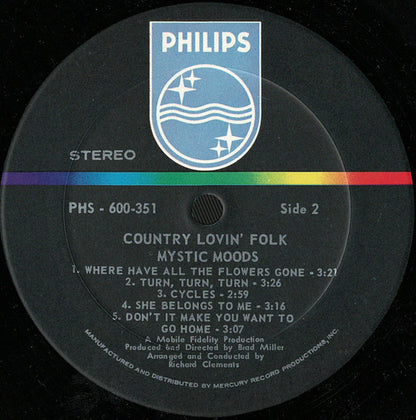 PHILIPS
STEREO
PHS - 600-351
Side 2
COUNTRY LOVIN' FOLK
MYSTIC MOODS
1. WHERE HAVE ALL THE FLOWERS GONE - 3:21
2. TURN, TURN, TURN - 3:26
3. CYCLES - 2:59
4. SHE BELONGS TO ME - 3:16
5. DON'T IT MAKE YOU WANT TO
GO HOME - 3:07
A Mobile Fidelity Production
Produced and Directed by Brad Miller
Arranged and Conducted by
Richard Clements
MANUFACTURED AND DISTRIBUTED BY MERCURY RECORD PRODUCTIONS, INC.